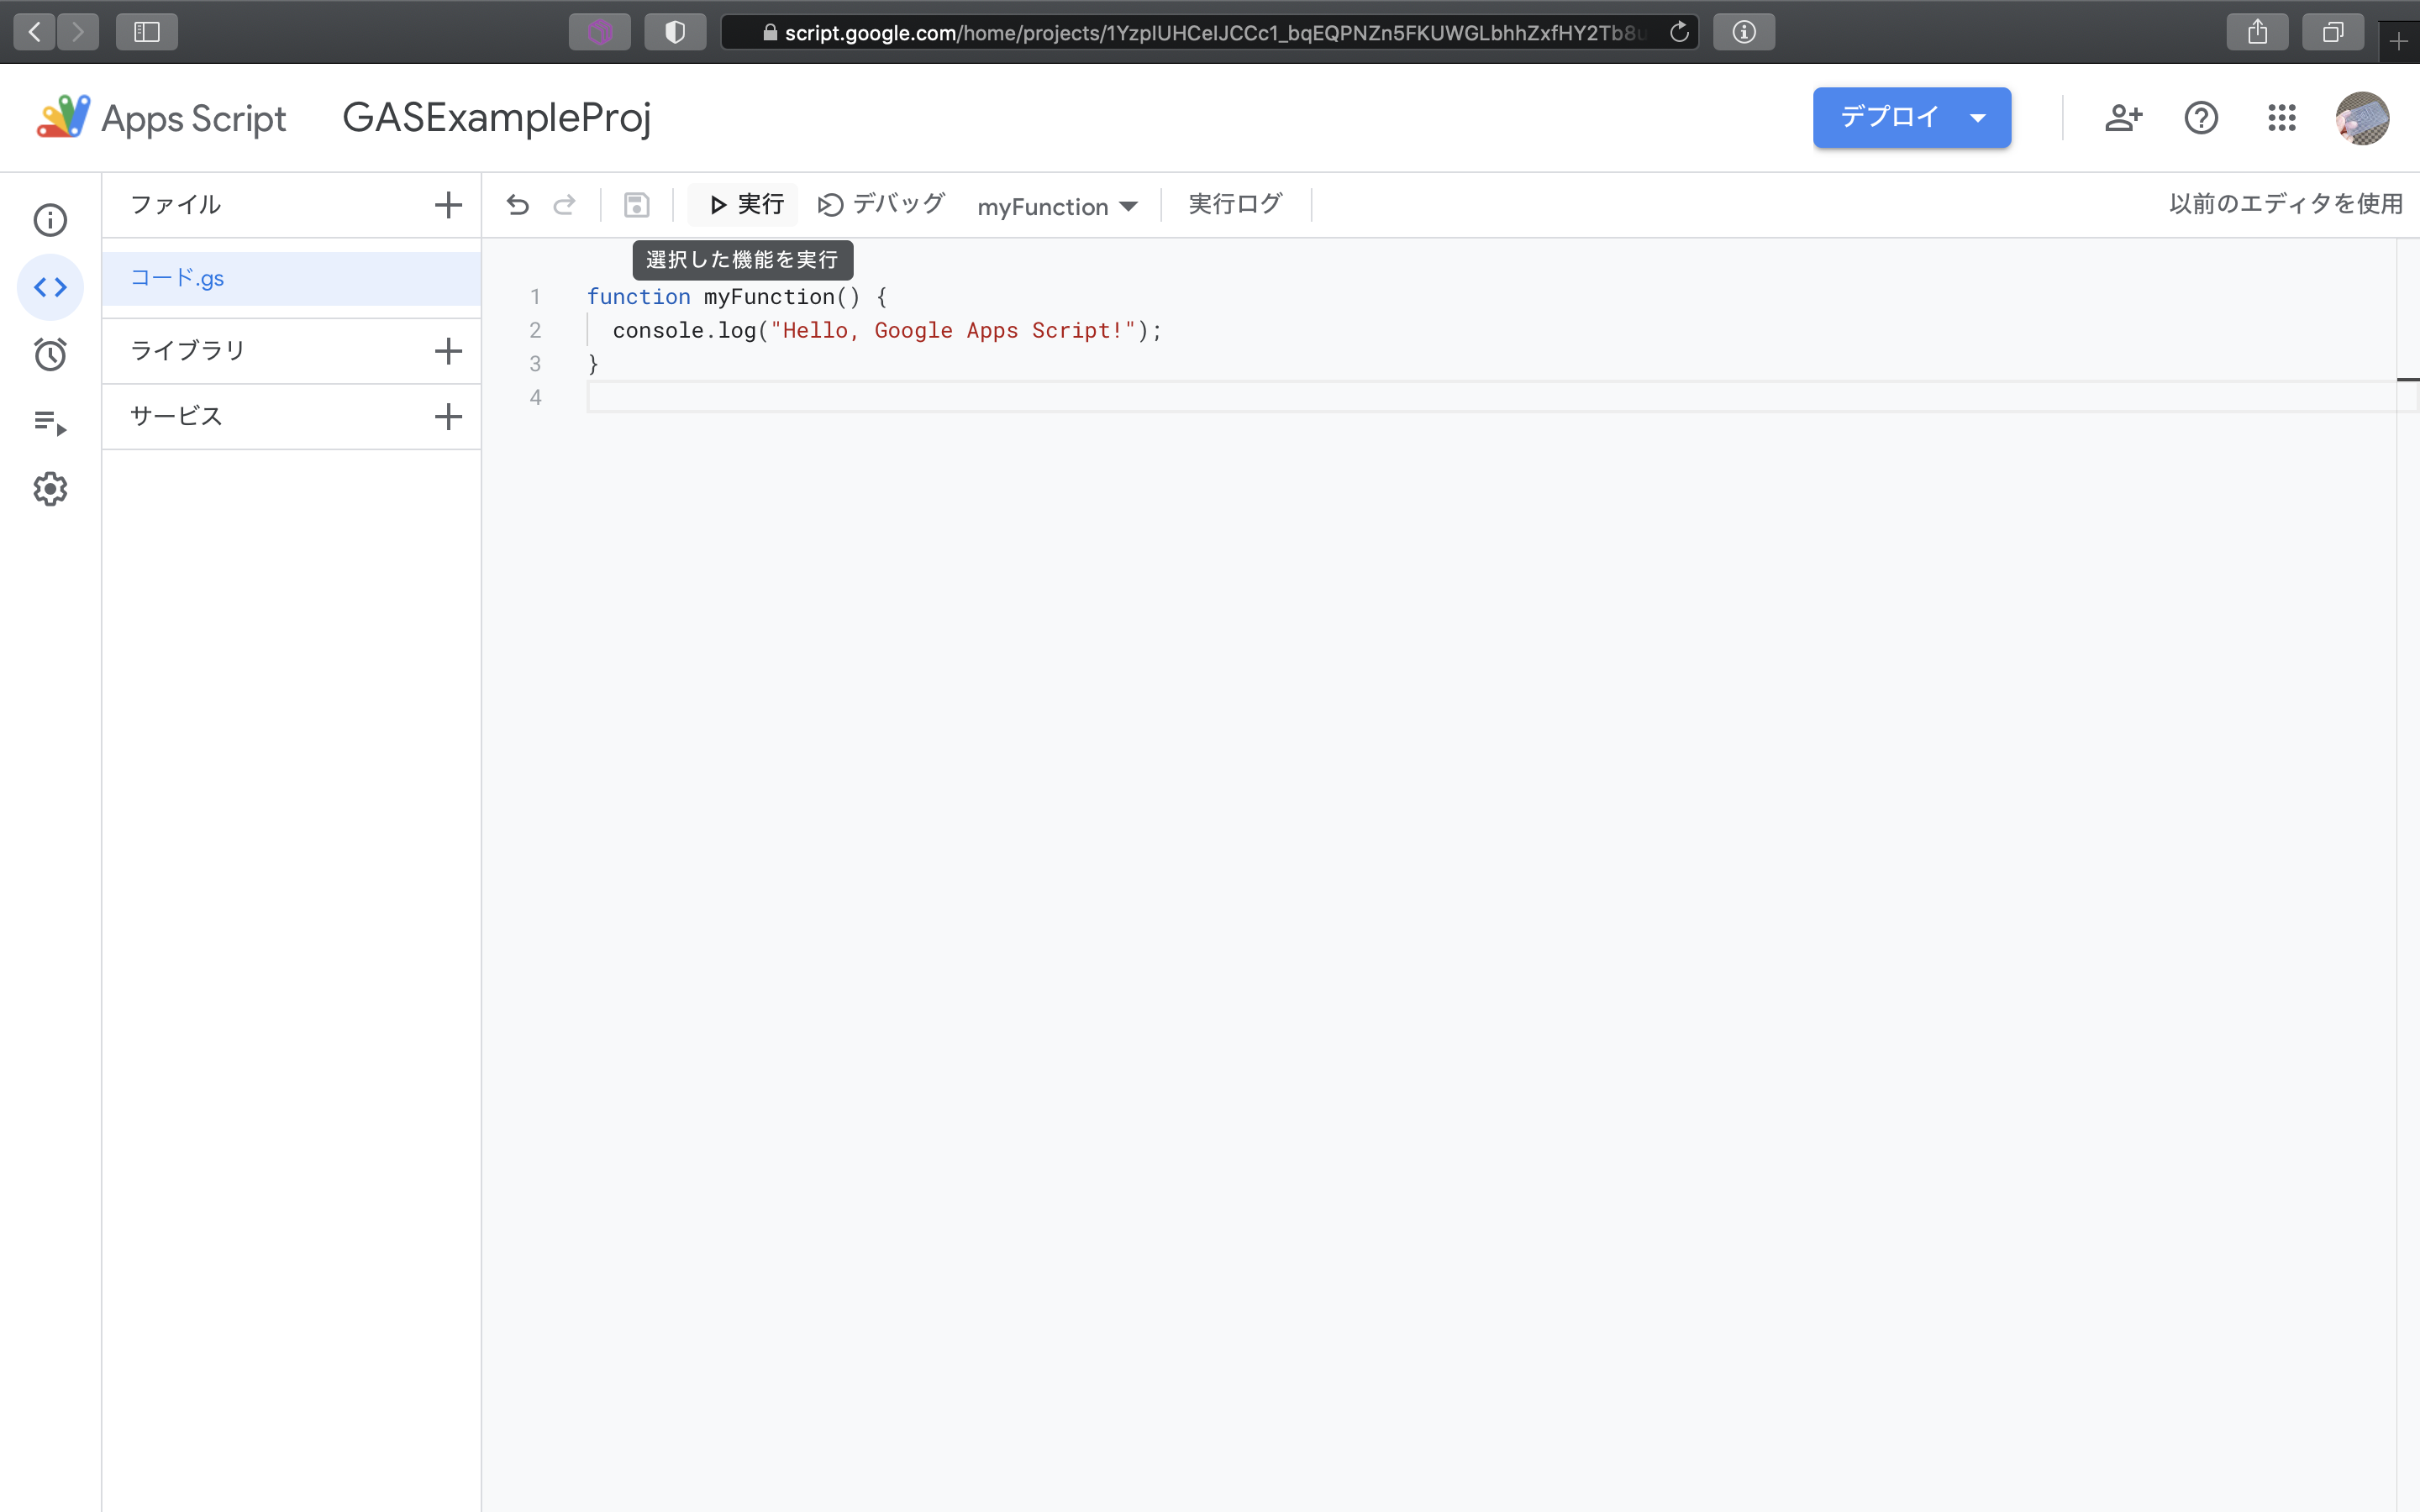 script.google.com/home/projects/1YzpIUHCeIJCCc1_bqEQPNZn5FKUWGLbhhZxfHY2Tb8u
Apps Script
GASExampleProj
デプロイ
ファイル
実行
デバッグ
myFunction
実行ログ
以前のエディタを使用
選択した機能を実行
コード.gs
ライブラリ
サービス
1 function myFunction() {
2 console.log("Hello, Google Apps Script!");
3 }
4